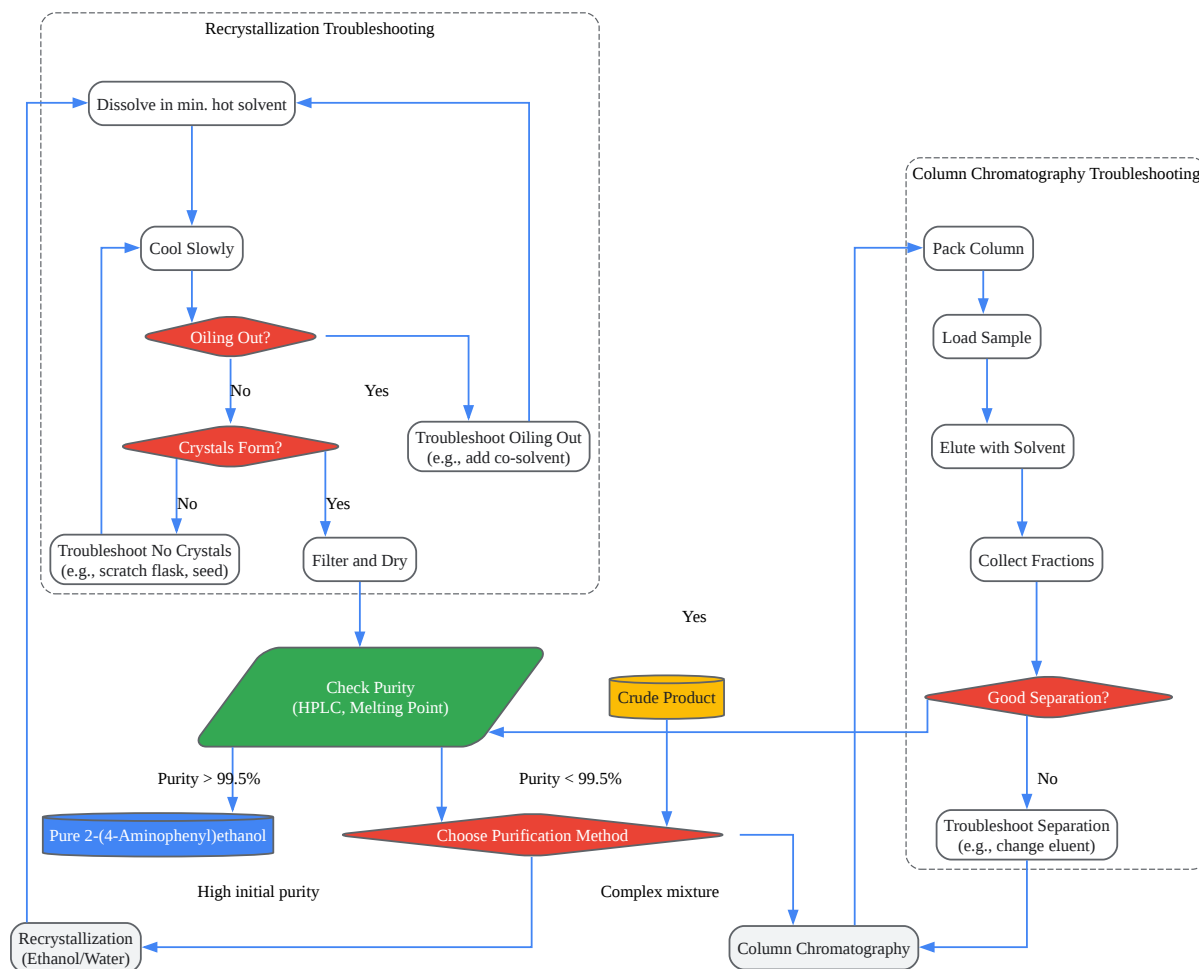 Recrystallization Troubleshooting
Dissolve in min. hot solvent
Column Chromatography Troubleshooting
Cool Slowly
Pack Column
Oiling Out?
Load Sample
No
Yes
Crystals Form?
Troubleshoot Oiling Out
(e.g., add co-solvent)
Elute with Solvent
No
Yes
Troubleshoot No Crystals
(e.g., scratch flask, seed)
Filter and Dry
Collect Fractions
Yes
Check Purity
(HPLC, Melting Point)
Crude Product
Good Separation?
Purity > 99.5%
Purity < 99.5%
No
Pure 2-(4-Aminophenyl)ethanol
Choose Purification Method
Troubleshoot Separation
(e.g., change eluent)
High initial purity
Complex mixture
Recrystallization
(Ethanol/Water)
Column Chromatography